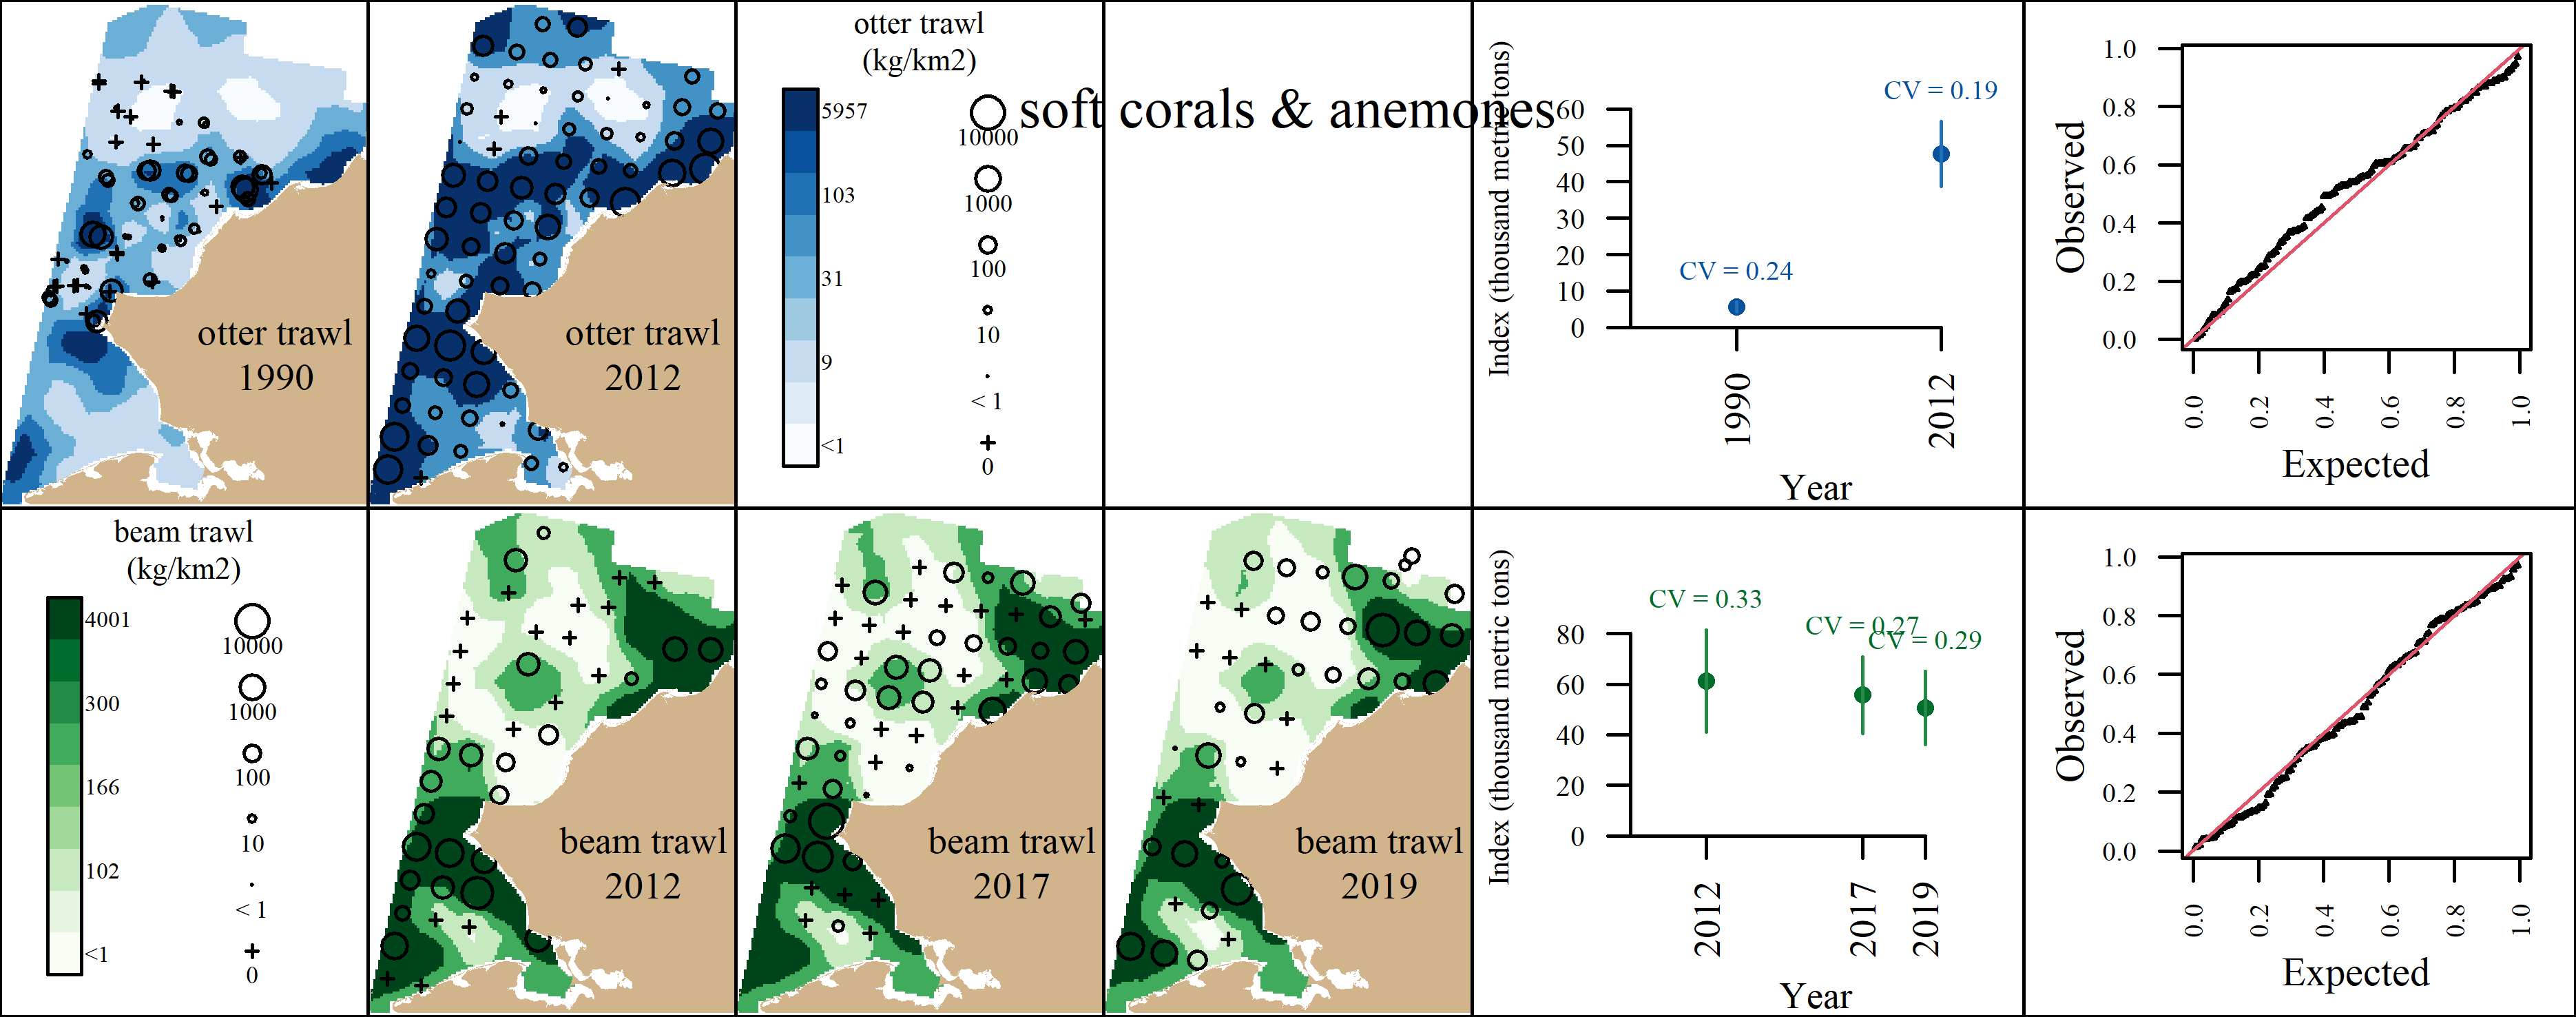 otter trawl
1990
otter trawl
2012
otter trawl
(kg/km2)
5957
103
31
9
<1
10000
1000
100
10
< 1
0
soft corals & anemones
Index (thousand metric tons)
60
50
40
30
20
10
0
CV = 0.24
CV = 0.19
1990
2012
Year
Observed
1.0
0.8
0.6
0.4
0.2
0.0
0.0
0.2
0.4
0.6
0.8
1.0
Expected
beam trawl
(kg/km2)
4001
300
166
102
<1
10000
1000
100
10
< 1
0
beam trawl
2012
beam trawl
2017
beam trawl
2019
Index (thousand metric tons)
80
60
40
20
0
CV = 0.33
CV = 0.27
CV = 0.29
2012
2017
2019
Year
Observed
1.0
0.8
0.6
0.4
0.2
0.0
0.0
0.2
0.4
0.6
0.8
1.0
Expected